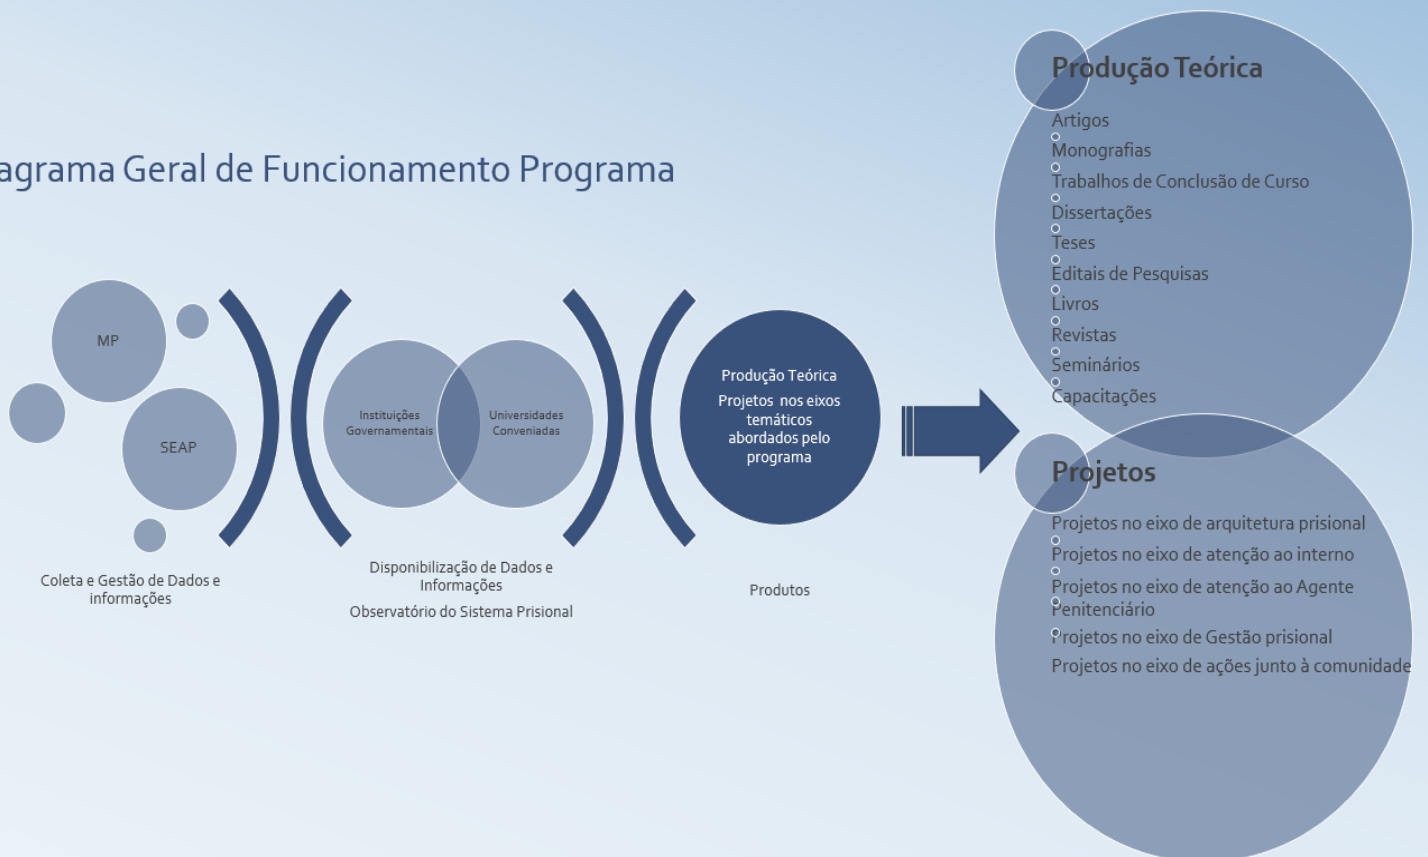 agrama Geral de Funcionamento Programa
MP
SEAP
Coleta e Gestão de Dados e
informações
Instituições
Governamentais
Universidades
Conveniadas
Disponibilização de Dados e
Informações
Observatório do Sistema Prisional
Produção Teórica
Projetos nos eixos
temáticos
abordados pelo
programa
Produtos
Produção Teórica
Artigos
Monografias
Trabalhos de Conclusão de Curso
Dissertações
Teses
Editais de Pesquisas
Livros
Revistas
Seminários
Capacitações
Projetos
Projetos no eixo de arquitetura prisional
Projetos no eixo de atenção ao interno
Projetos no eixo de atenção ao Agente
Penitenciário
Projetos no eixo de Gestão prisional
Projetos no eixo de ações junto à comunidade